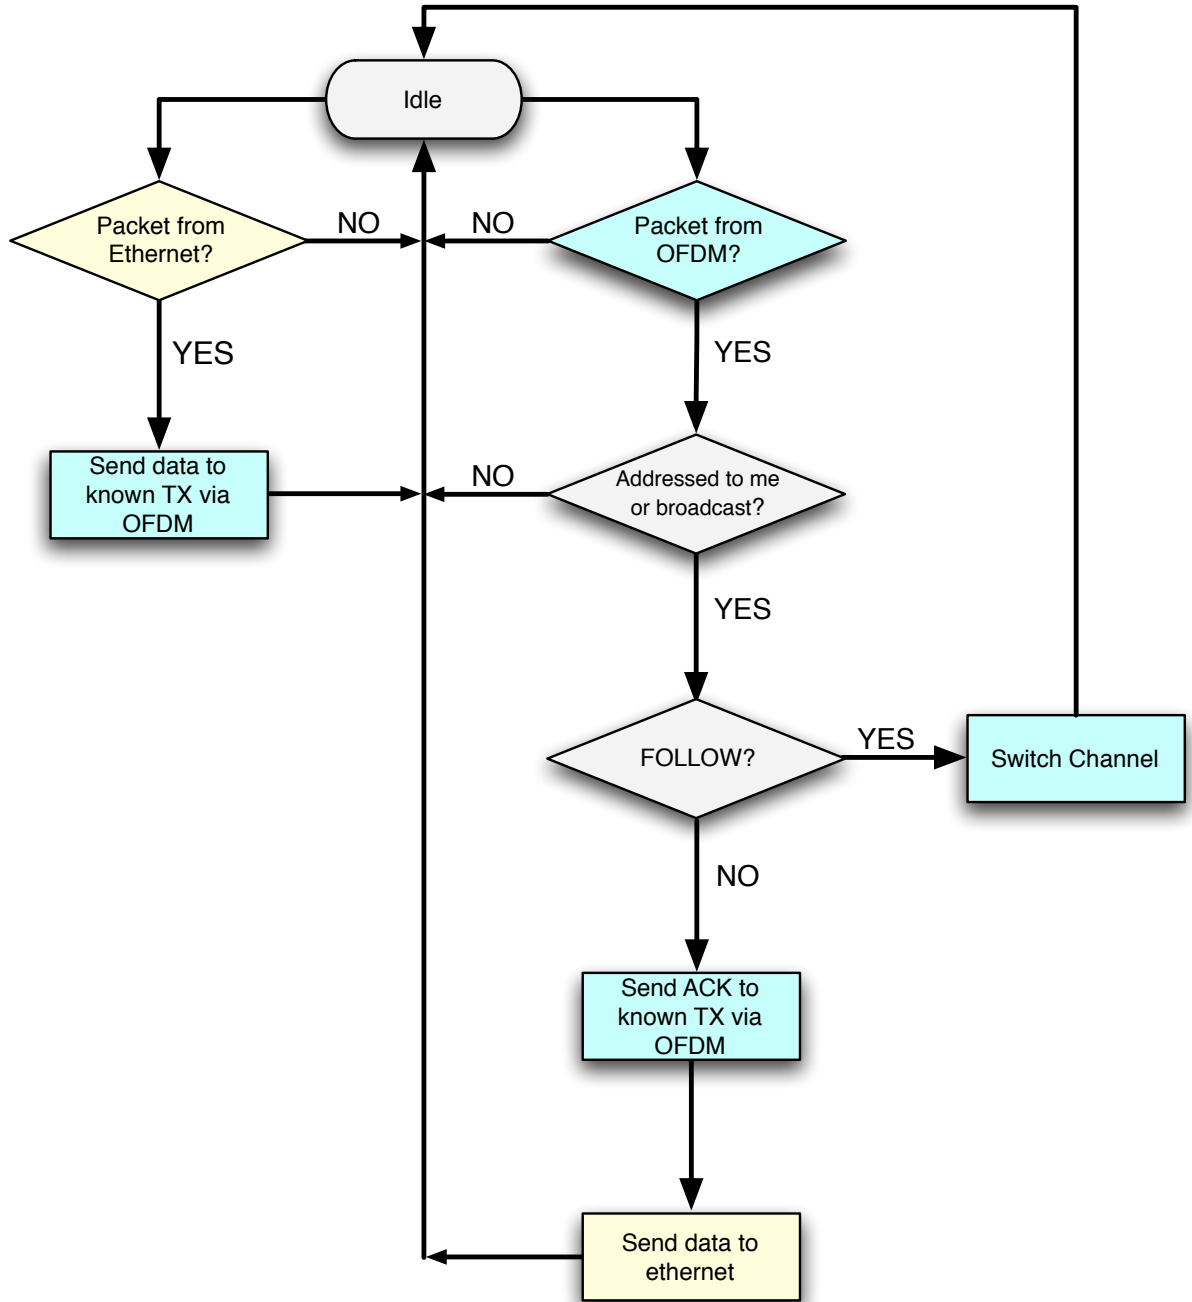 Idle
Packet from
Ethernet?
NO
NO
Packet from
OFDM?
YES
YES
Send data to
known TX via
OFDM
NO
Addressed to me
or broadcast?
YES
FOLLOW?
YES
Switch Channel
NO
Send ACK to
known TX via
OFDM
Send data to
ethernet